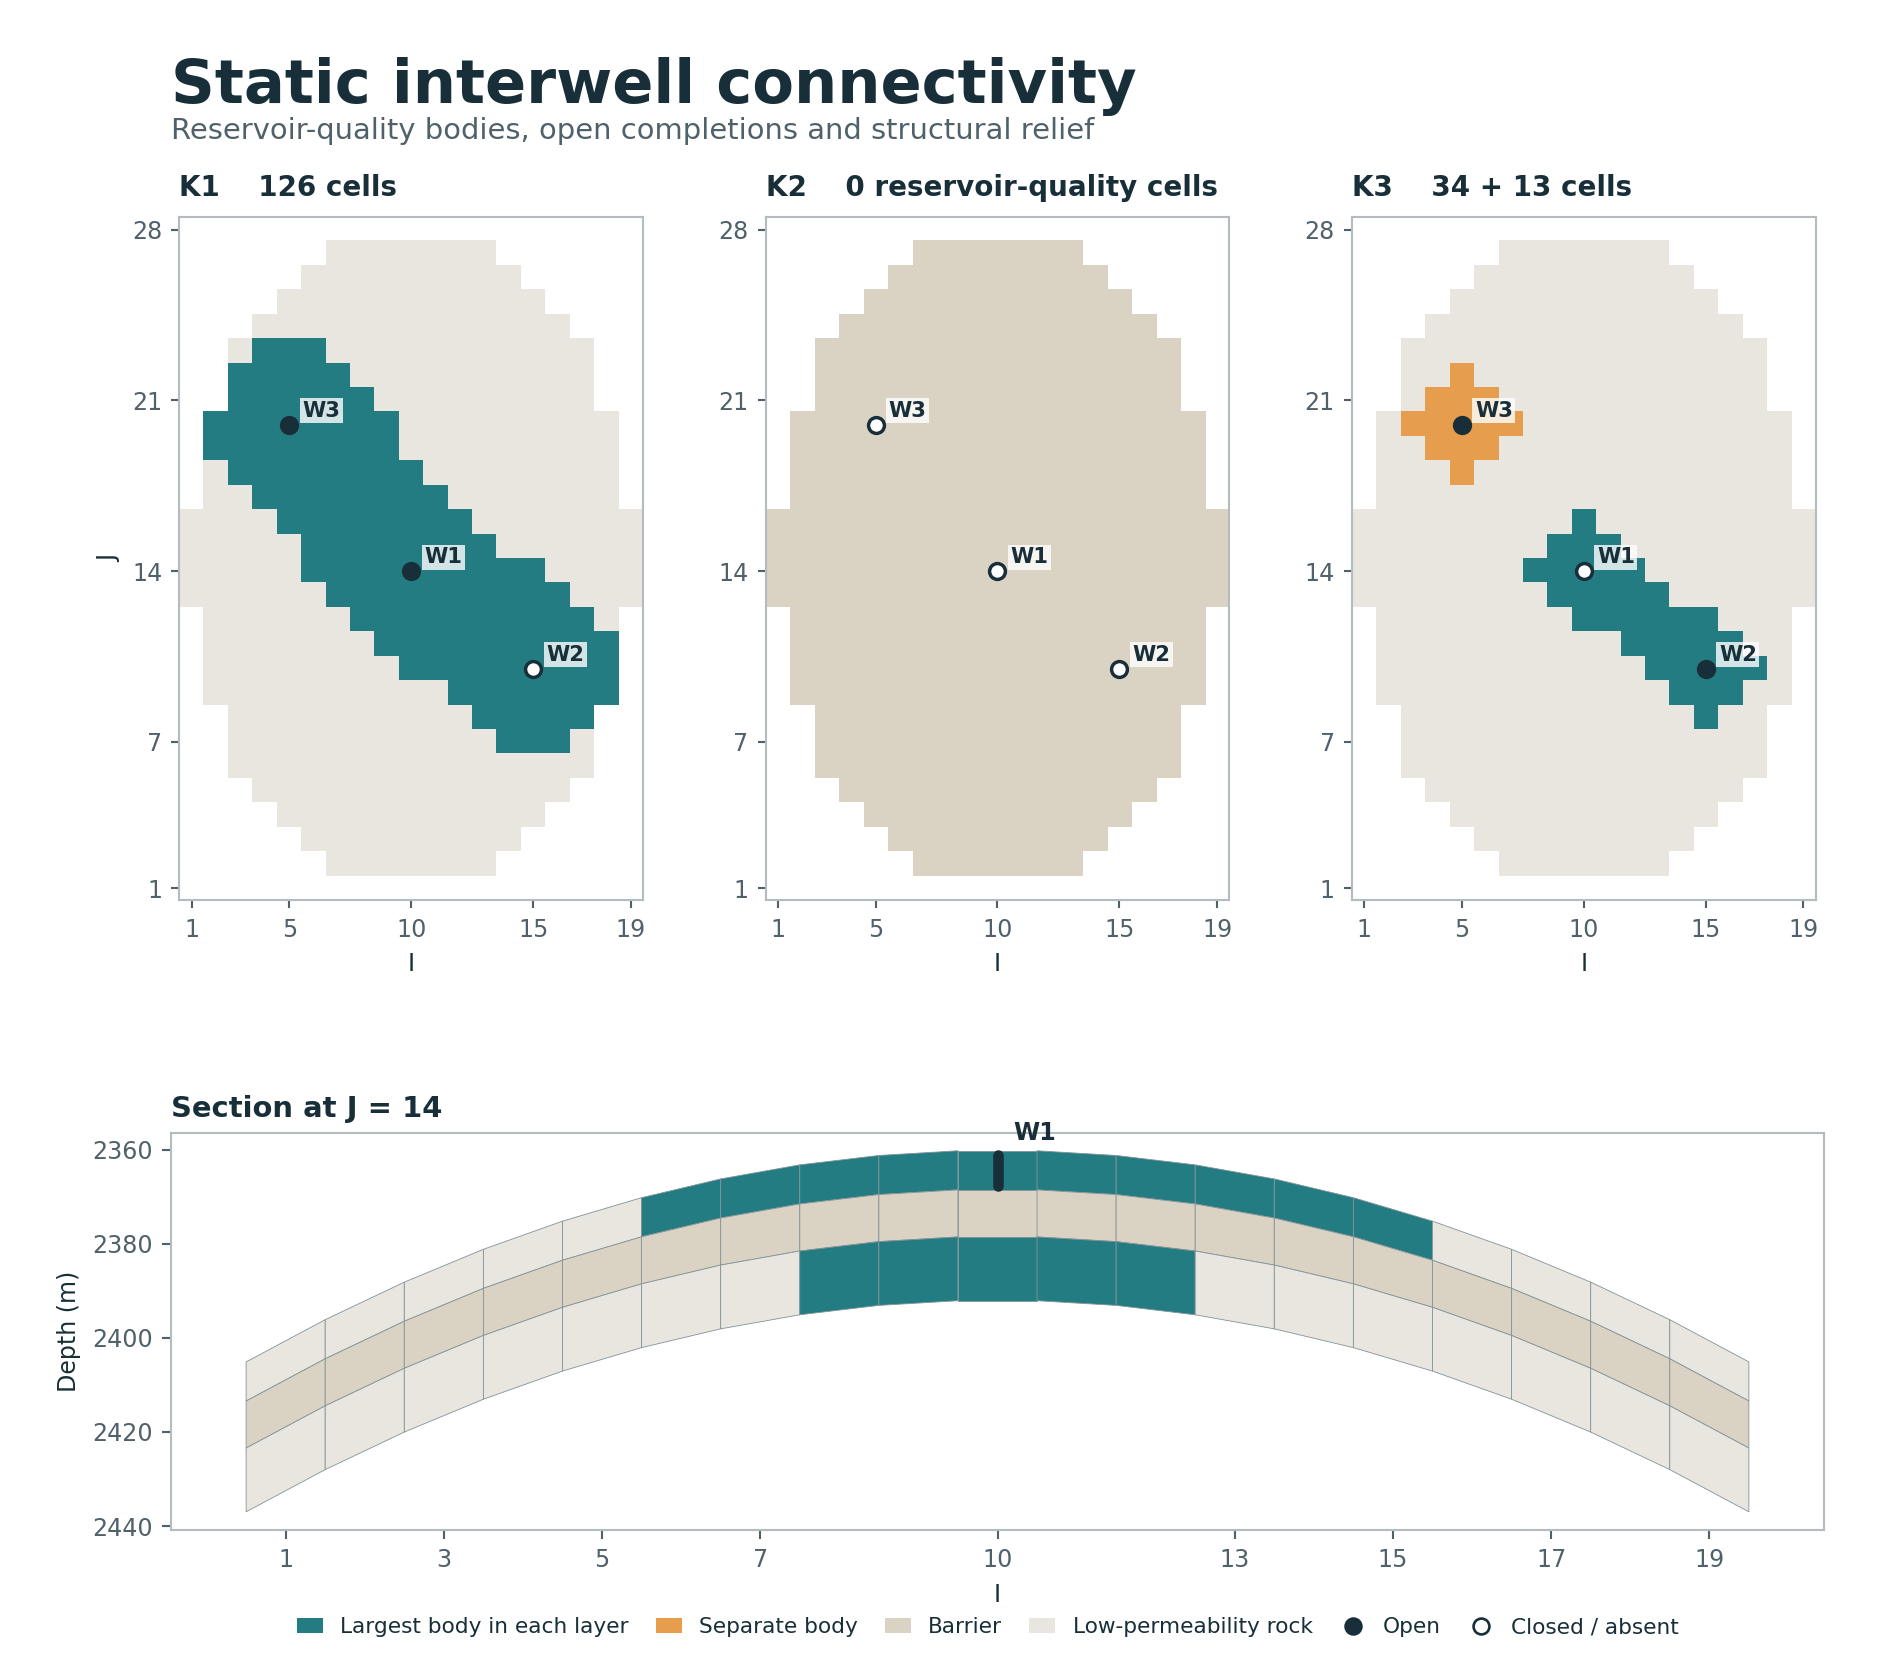 Static interwell connectivity
Reservoir-quality bodies, open completions and structural relief
K1 126 cells
K2 0 reservoir-quality cells
K3 34 + 13 cells
28
21
14
7
1
J
W3
W1
W2
1 5 10 15 19
I
28
21
14
7
1
W3
W1
W2
1 5 10 15 19
I
28
21
14
7
1
W3
W1
W2
1 5 10 15 19
I
Section at J = 14
W1
2360
2380
2400
2420
2440
Depth (m)
1 3 5 7 10 13 15 17 19
I
Largest body in each layer Separate body Barrier Low-permeability rock Open Closed / absent